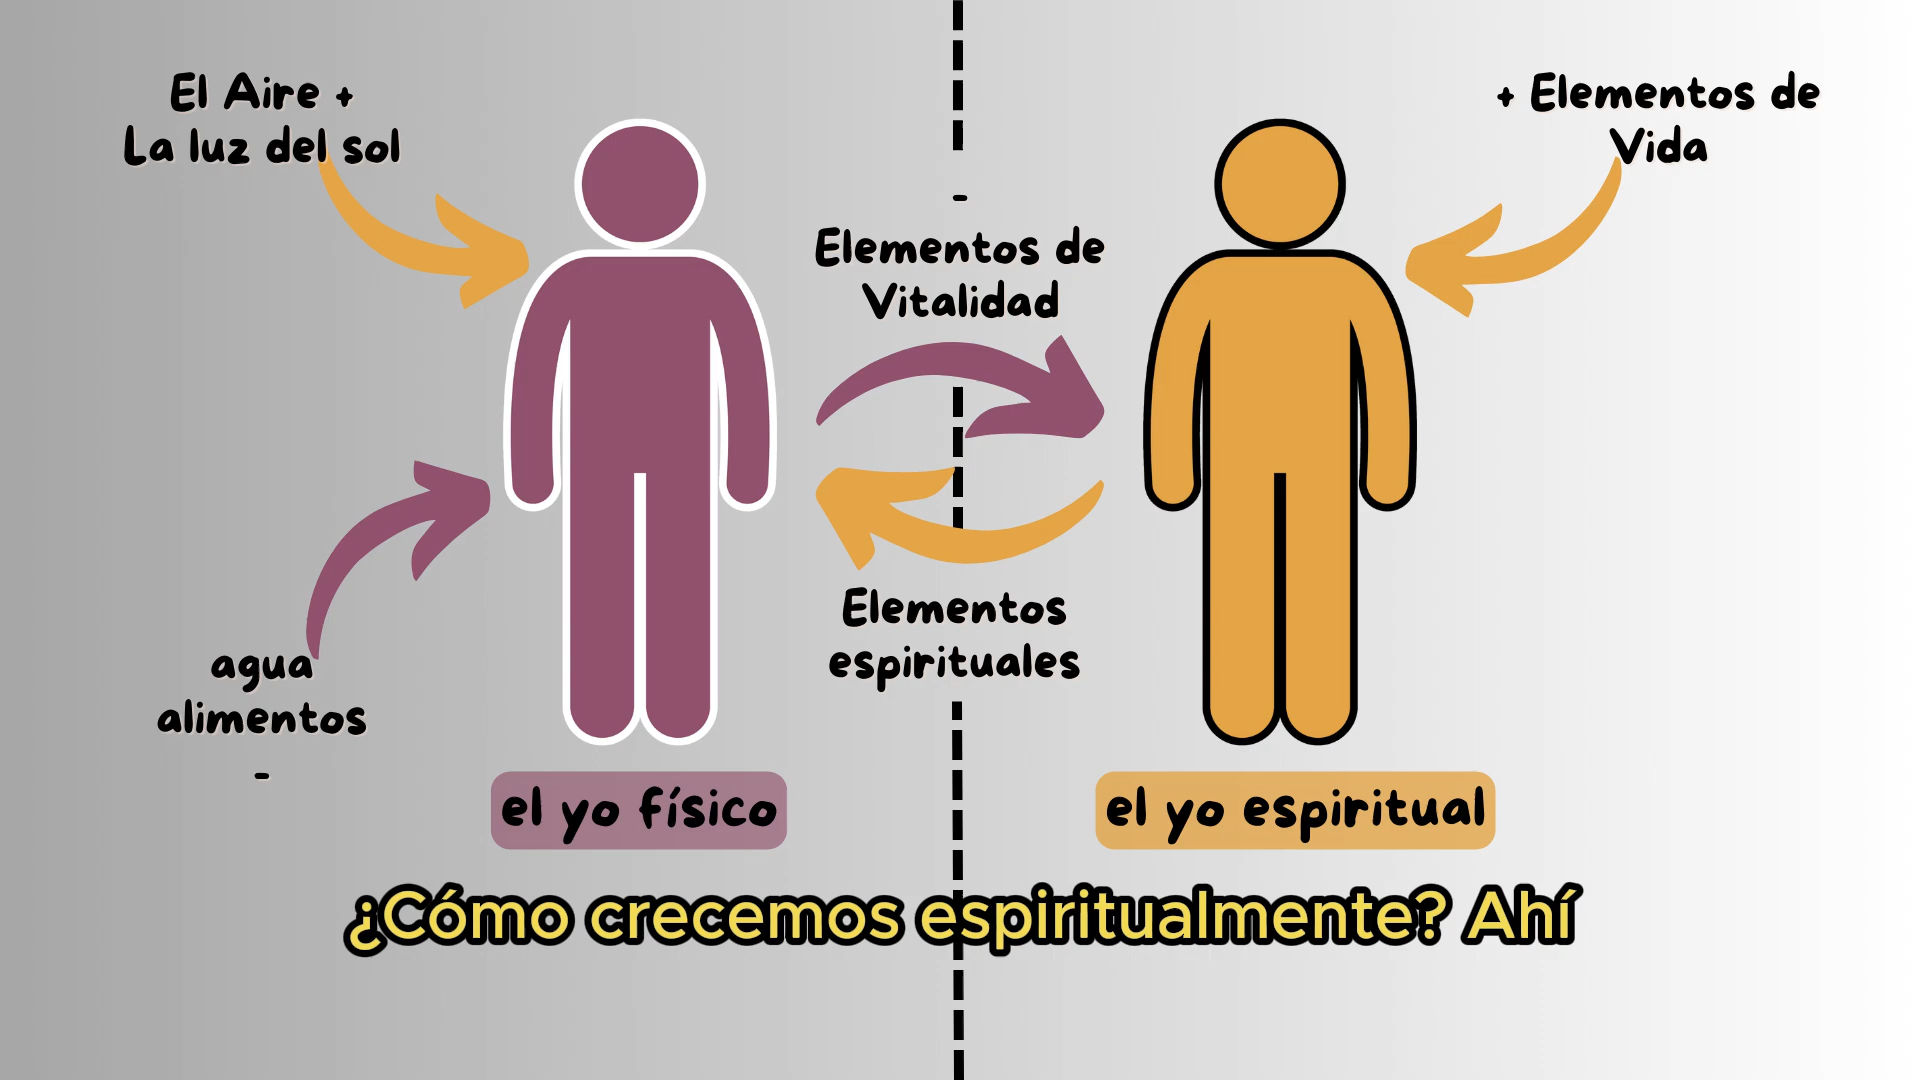 El Aire +
La luz del sol
+ Elementos de
Vida
-
Elementos de
Vitalidad
Elementos
espirituales
agua
alimentos
-
el yo físico
el yo espiritual
¿Cómo crecemos espiritualmente? Ahí